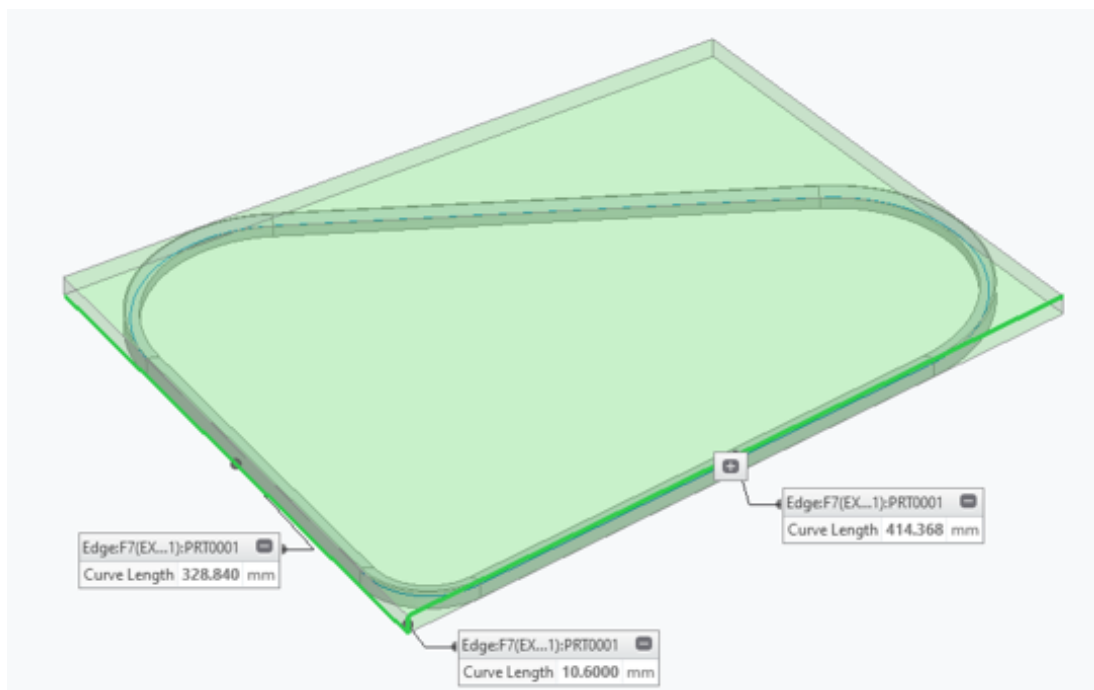 Edge:F7(EX...1):PRT0001
Curve Length 414.368 mm
Edge:F7(EX...1):PRT0001
Curve Length 328.840 mm
Edge:F7(EX...1):PRT0001
Curve Length 10.6000 mm